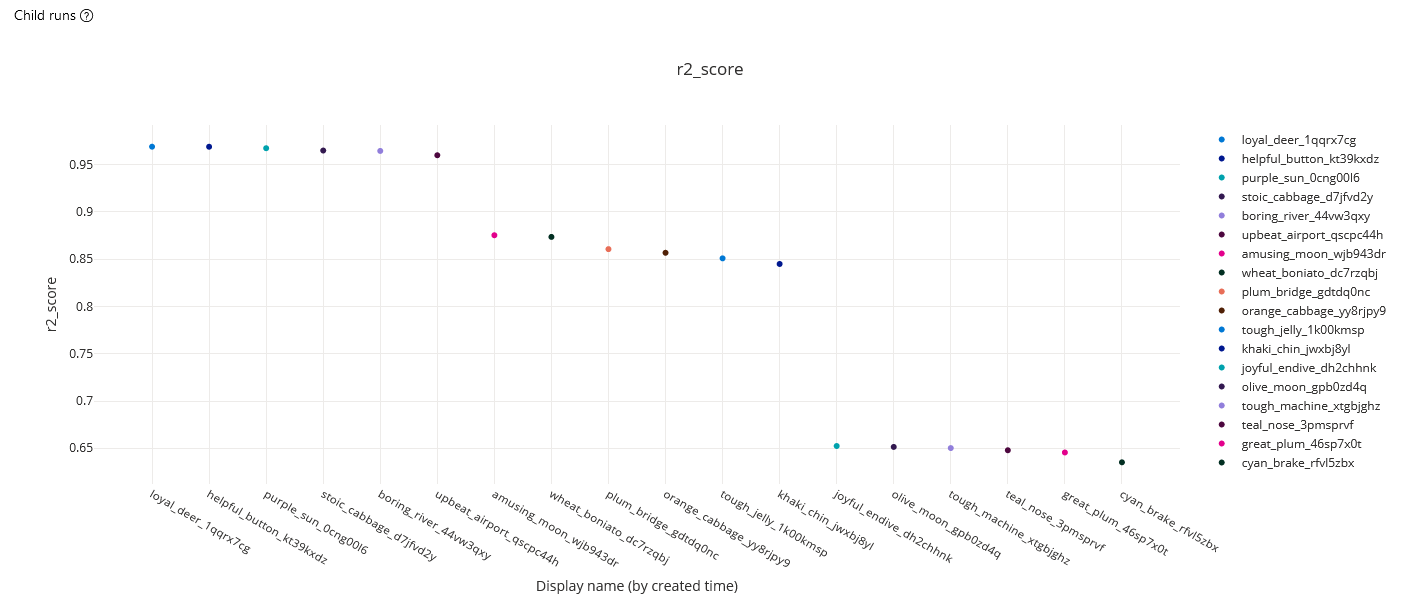 Child runs ?
r2_score
0.95
0.9
0.85
0.8
0.75
0.7
0.65
r2_score
loyal_deer_1qqrx7cg
helpful_button_kt39kxdz
purple_sun_0cng00l6
stoic_cabbage_d7jfvd2y
boring_river_44vw3qxy
upbeat_airport_qscpc44h
amusing_moon_wjb943dr
wheat_boniato_dc7rzqbj
plum_bridge_gdtdq0nc
orange_cabbage_yy8rjpy9
tough_jelly_1k00kmsp
khaki_chin_jwxbj8yl
joyful_endive_dh2chhnk
olive_moon_gpb0zd4q
tough_machine_xtgbjghz
teal_nose_3pmsprvf
great_plum_46sp7x0t
cyan_brake_rfvl5zbx
Display name (by created time)
loyal_deer_1qqrx7cg
helpful_button_kt39kxdz
purple_sun_0cng00l6
stoic_cabbage_d7jfvd2y
boring_river_44vw3qxy
upbeat_airport_qscpc44h
amusing_moon_wjb943dr
wheat_boniato_dc7rzqbj
plum_bridge_gdtdq0nc
orange_cabbage_yy8rjpy9
tough_jelly_1k00kmsp
khaki_chin_jwxbj8yl
joyful_endive_dh2chhnk
olive_moon_gpb0zd4q
tough_machine_xtgbjghz
teal_nose_3pmsprvf
great_plum_46sp7x0t
cyan_brake_rfvl5zbx